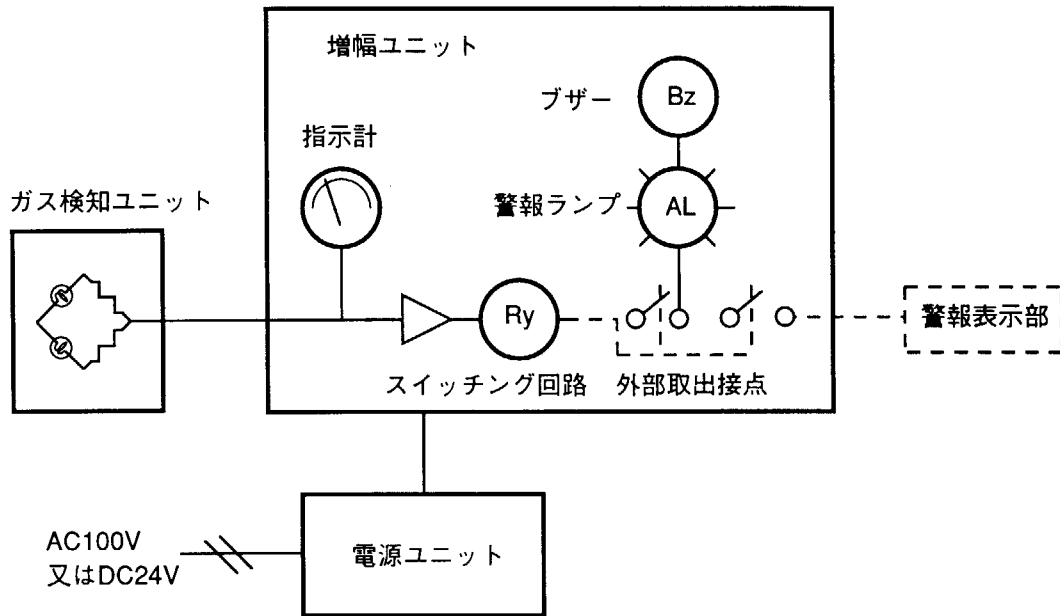 増幅ユニット
ブザー
Bz
指示計
ガス検知ユニット
警報ランプ
AL
Ry
警報表示部
スイッチング回路
外部取出接点
AC100V
又はDC24V
電源ユニット